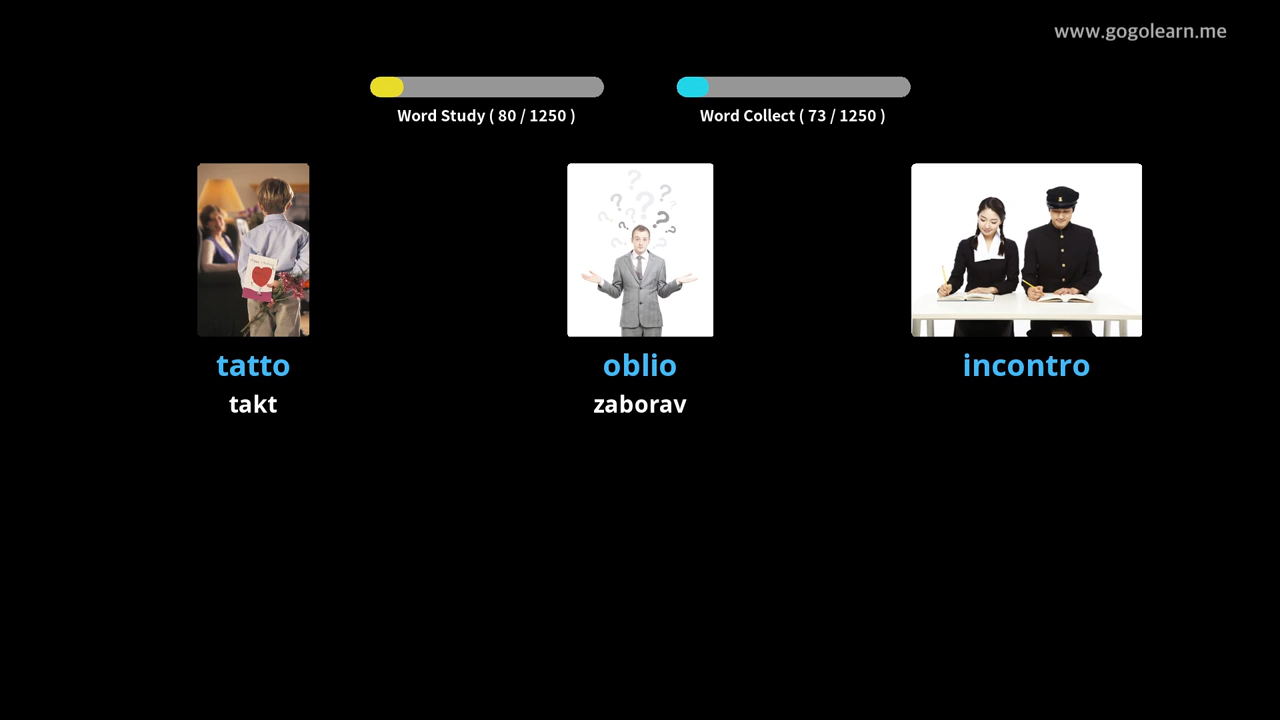 www.gogolearn.me
Word Study ( 80 / 1250 )
Word Collect ( 73 / 1250 )
tatto
takt
oblio
zaborav
incontro